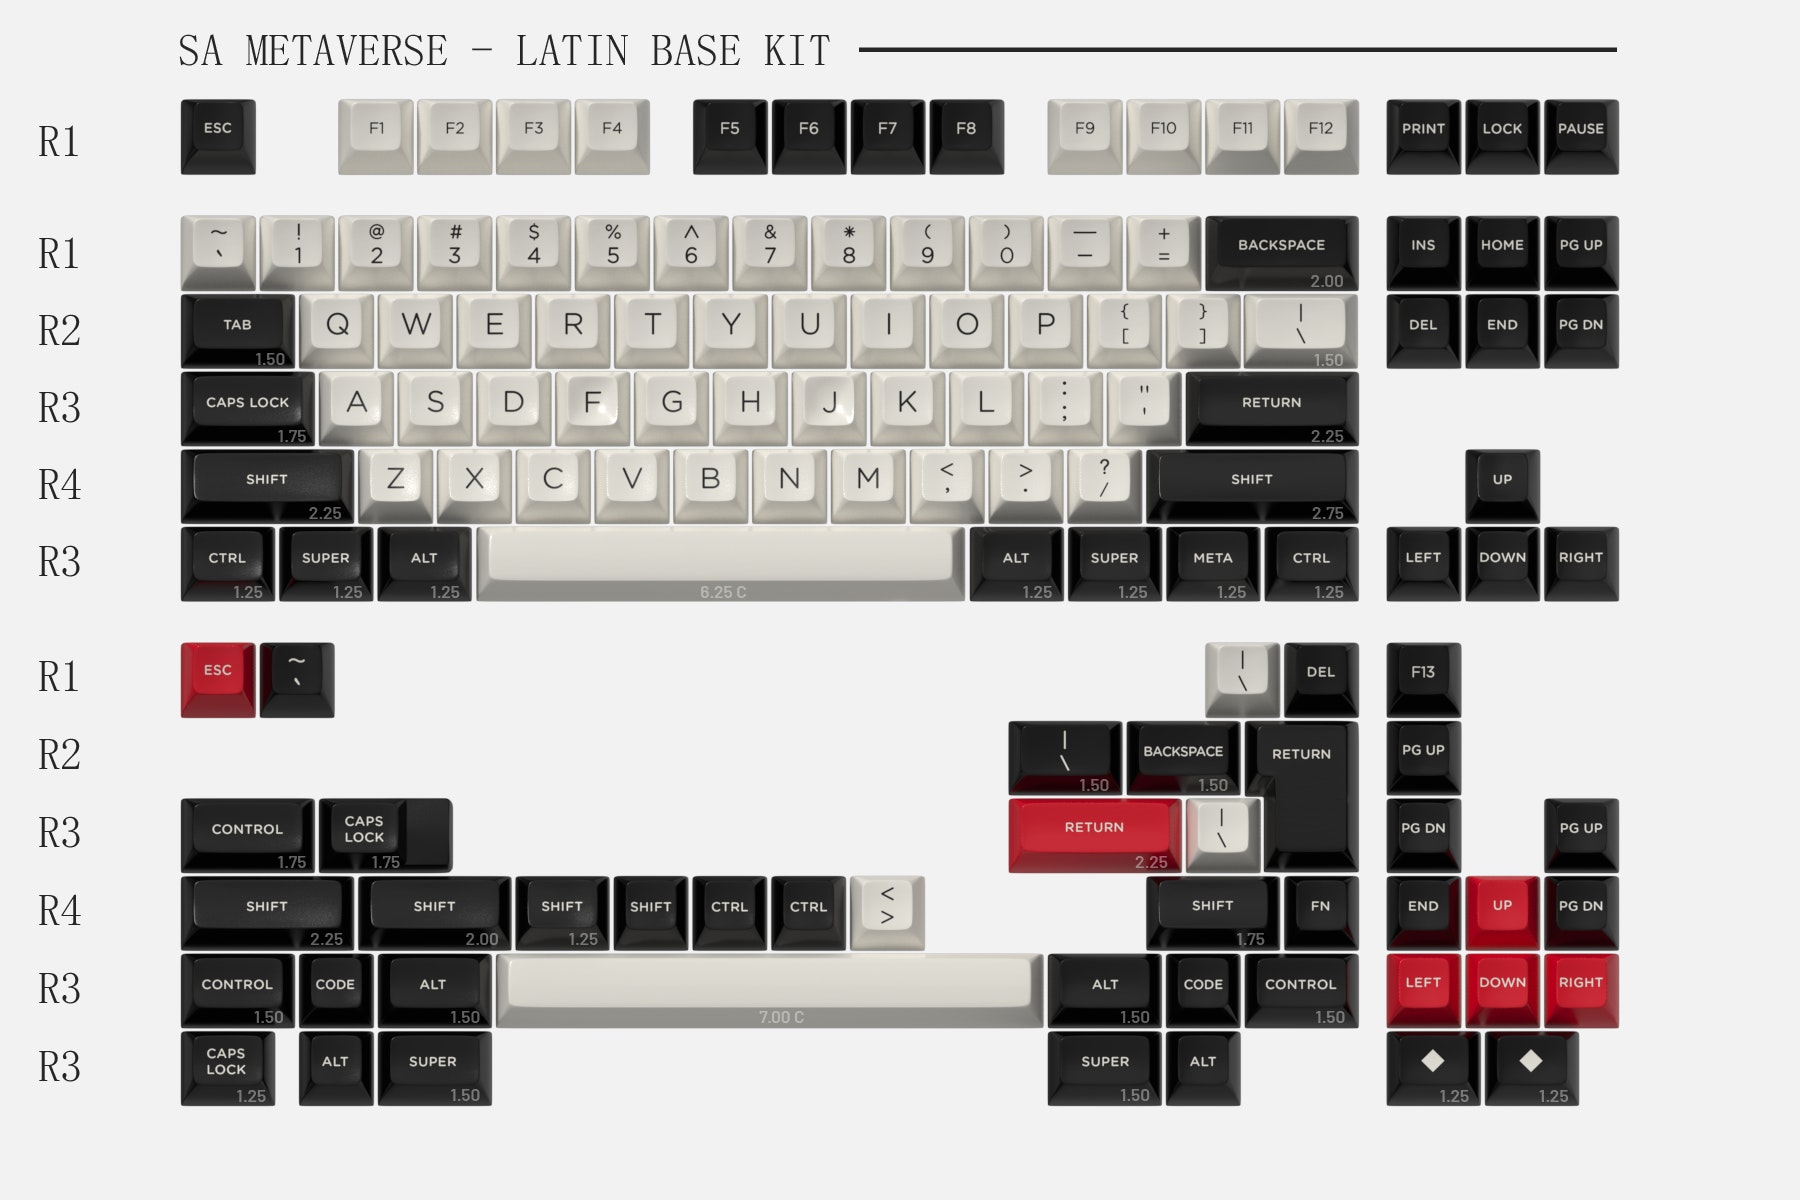 SA METAVERSE - LATIN BASE KIT
R1 ESC F1 F2 F3 F4 F5 F6 F7 F8 F9 F10 F11 F12 PRINT LOCK PAUSE
~ ! @ # $ % ^ & * ( ) — +
R1 ` 1 2 3 4 5 6 7 8 9 0 - = BACKSPACE INS HOME PG UP
2.00
R2 TAB Q W E R T Y U I O P { } | DEL END PG DN
[ ] \
1.50 1.50
R3 CAPS LOCK A S D F G H J K L : " RETURN
; '
1.75 2.25
R4 SHIFT Z X C V B N M < > ? SHIFT UP
, . /
2.25 2.75
R3 CTRL SUPER ALT ALT SUPER META CTRL LEFT DOWN RIGHT
1.25 1.25 1.25 6.25 C 1.25 1.25 1.25 1.25
R1 ESC ~ | DEL F13
` \
R2 | BACKSPACE RETURN PG UP
\
1.50 1.50
R3 CONTROL CAPS RETURN | PG DN PG UP
LOCK \
1.75 1.75 2.25
R4 SHIFT SHIFT SHIFT SHIFT CTRL CTRL < SHIFT FN END UP PG DN
>
2.25 2.00 1.25 1.75
R3 CONTROL CODE ALT ALT CODE CONTROL LEFT DOWN RIGHT
1.50 1.50 7.00 C 1.50 1.50
R3 CAPS ALT SUPER SUPER ALT ◆ ◆
LOCK
1.25 1.50 1.50 1.25 1.25